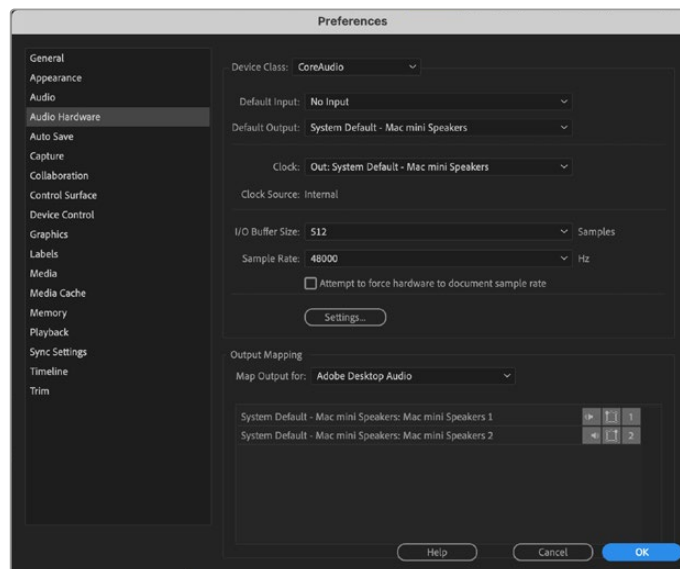 Preferences
General
Appearance
Audio
Audio Hardware
Auto Save
Capture
Collaboration
Control Surface
Device Control
Graphics
Labels
Media
Media Cache
Memory
Playback
Sync Settings
Timeline
Trim
Device Class: CoreAudio
Default Input: No Input
Default Output: System Default - Mac mini Speakers
Clock: Out: System Default - Mac mini Speakers
Clock Source: Internal
I/O Buffer Size: 512 Samples
Sample Rate: 48000 Hz
Attempt to force hardware to document sample rate
Settings...
Output Mapping
Map Output for: Adobe Desktop Audio
System Default - Mac mini Speakers: Mac mini Speakers 1 1
System Default - Mac mini Speakers: Mac mini Speakers 2 2
Help Cancel OK